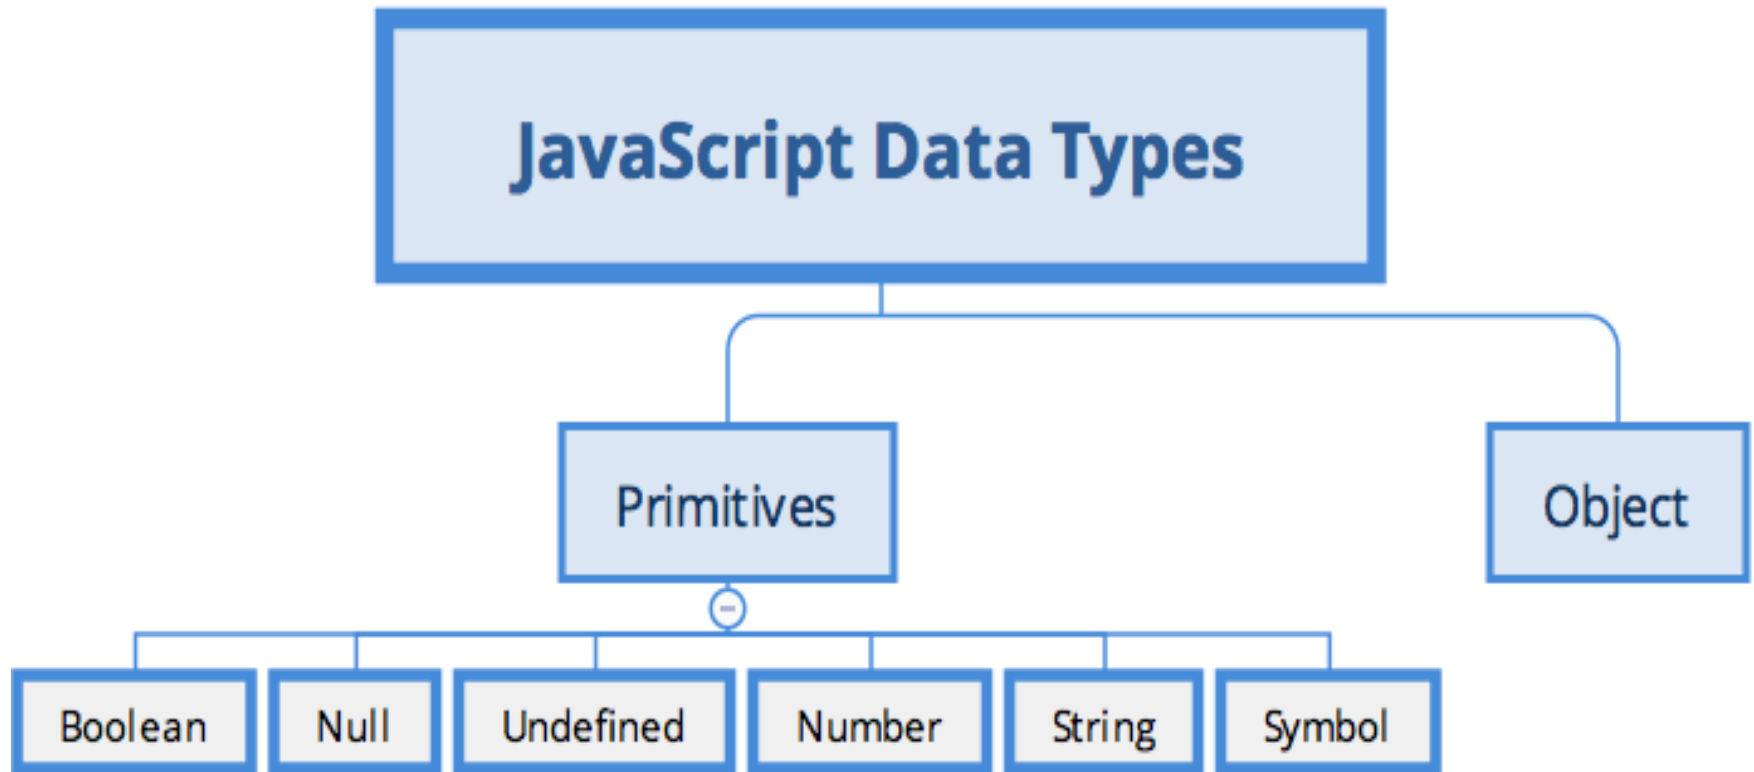 JavaScript Data Types
Primitives
Object
Boolean
Null
Undefined
Number
String
Symbol